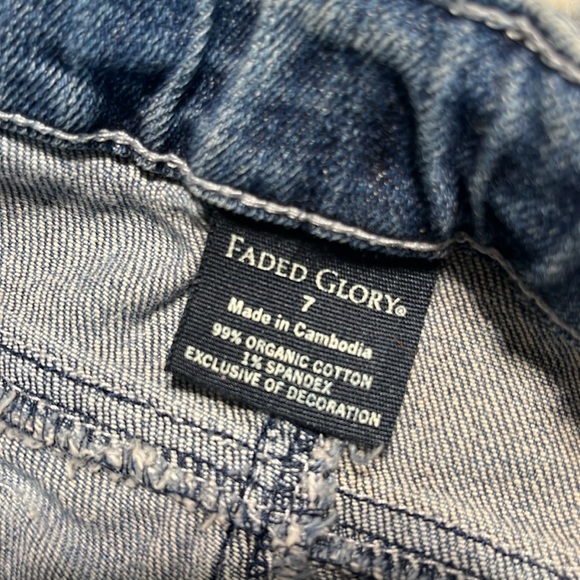 FADED GLORY®
7
Made in Cambodia
99% ORGANIC COTTON
1% SPANDEX
EXCLUSIVE OF DECORATION